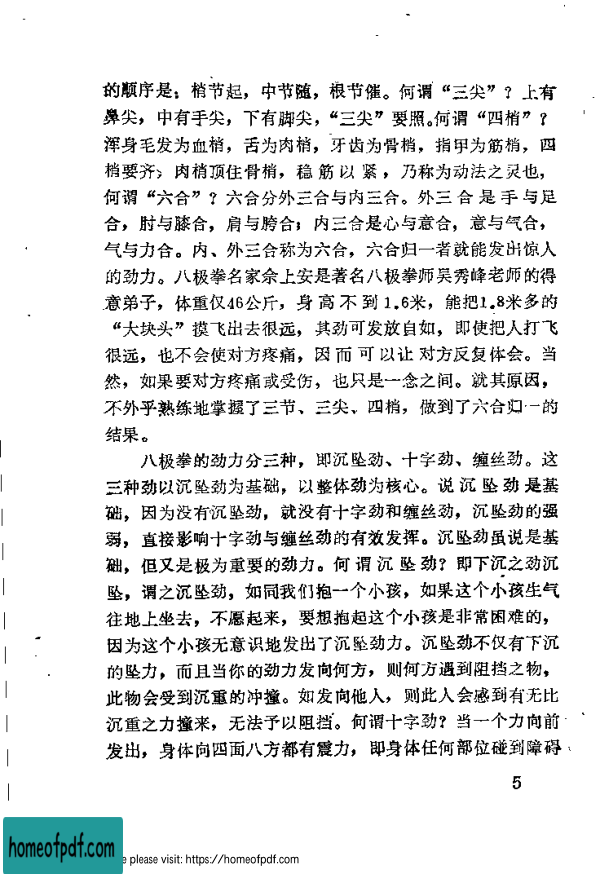 的顺序是：梢节起，中节随，根节催。何谓“三尖”？上有
鼻尖，中有手尖，下有脚尖，“三尖”要照。何谓“四梢”？
浑身毛发为血梢，舌为肉梢，牙齿为骨梢，指甲为筋梢，四
梢要齐；肉梢顶住骨梢，稳筋以紧，乃称为动法之灵也，
何谓“六合”？六合分外三合与内三合。外三合是手与足
合，肘与膝合，肩与胯合；内三合是心与意合，意与气合，
气与力合。内、外三合称为六合，六合归一者就能发出惊人
的劲力。八极拳名家余上安是著名八极拳师吴秀峰老师的得
意弟子，体重仅46公斤，身高不到1.6米，能把1.8米多的
“大块头”摸飞出去很远，其劲可发放自如，即使把人打飞
很远，也不会使对方疼痛，因而可以让对方反复体会。当
然，如果要对方疼痛或受伤，也只是一念之间。就其原因，
不外乎熟练地掌握了三节、三尖、四梢，做到了六合归一的
结果。
八极拳的劲力分三种，即沉坠劲、十字劲、缠丝劲。这
三种劲以沉坠劲为基础，以整体劲为核心。说沉坠劲是基
础，因为没有沉坠劲，就没有十字劲和缠丝劲，沉坠劲的强
弱，直接影响十字劲与缠丝劲的有效发挥。沉坠劲虽说是基
础，但又是极为重要的劲力。何谓沉坠劲？即下沉之劲沉
坠，谓之沉坠劲，如同我们抱一个小孩，如果这个小孩生气
往地上坐去，不愿起来，要想抱起这个小孩是非常困难的，
因为这个小孩无意识地发出了沉坠劲力。沉坠劲不仅有下沉
的坠力，而且当你的劲力发向何方，则何方遇到阻挡之物，
此物会受到沉重的冲撞。如发向他人，则此人会感到有无比
沉重之力撞来，无法予以阻挡。何谓十字劲？当一个力向前
发出，身体向四面八方都有震力，即身体任何部位碰到障碍
5
homeofpdf.com
e please visit: https://homeofpdf.com